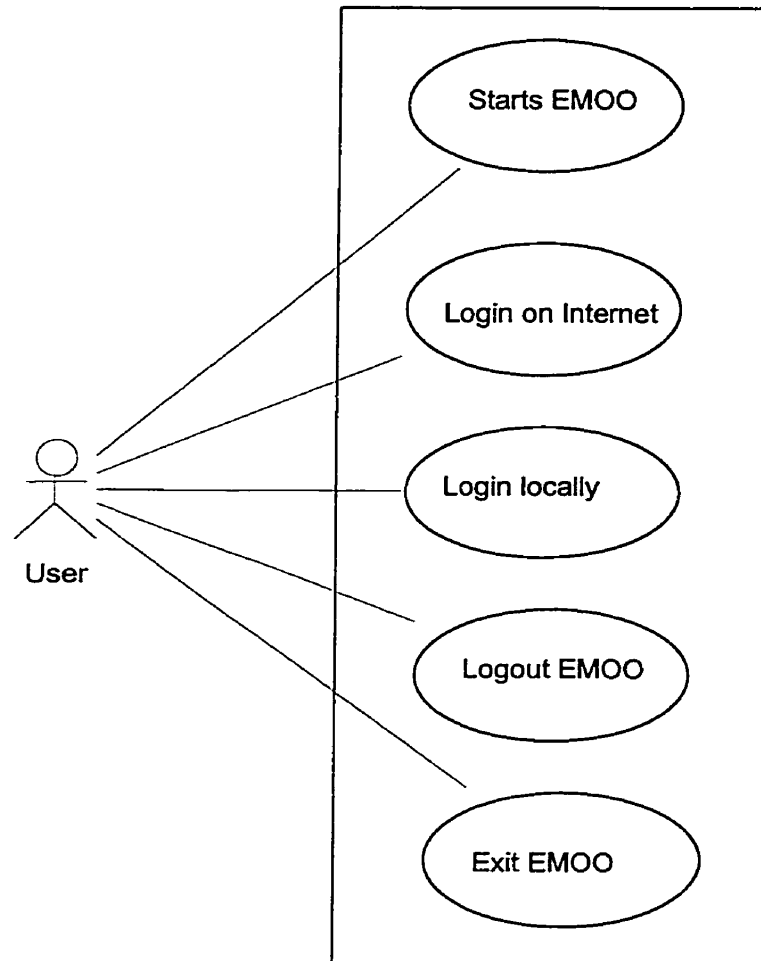 Starts EMOO
Login on Internet
Login locally
User
Logout EMOO
Exit EMOO